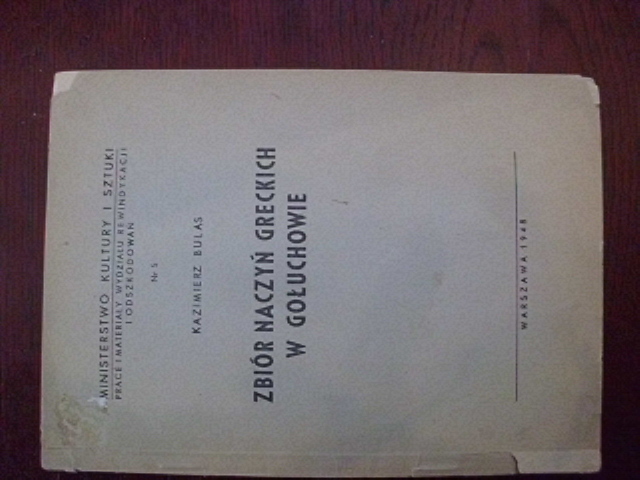 MINISTERSTWO KULTURY I SZTUKI
PRACE I MATERIAŁY WYDZIAŁU REWINDYKACJI
I ODSZKODOWAŃ
Nr 5
KAZIMIERZ BULAS
ZBIÓR NACZYŃ GRECKICH
W GOŁUCHOWIE
WARSZAWA 1948